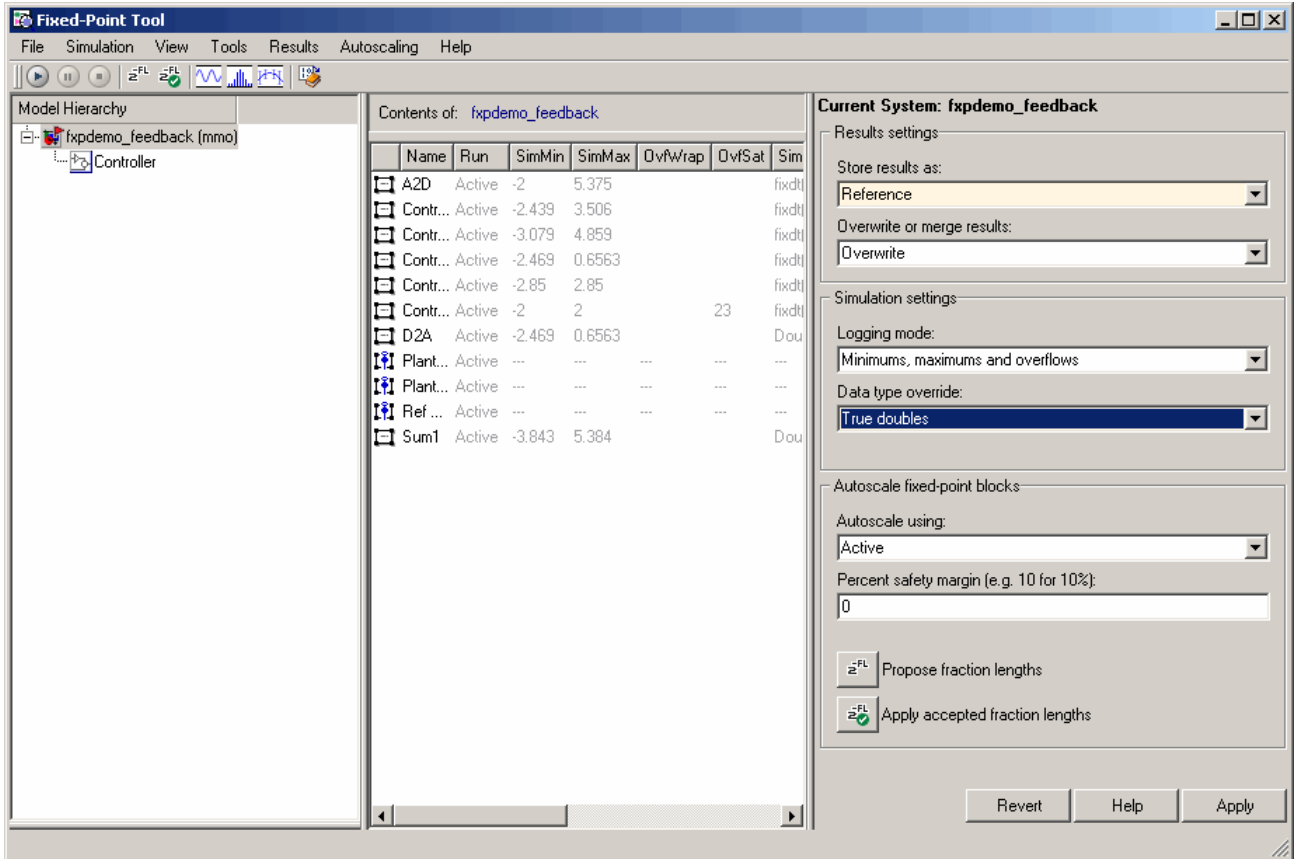 Fixed-Point Tool
File Simulation View Tools Results Autoscaling Help
Model Hierarchy
fxpdemo_feedback (mmo)
Controller
Contents of: fxpdemo_feedback
Name Run SimMin SimMax OvfWrap OvfSat Sim
A2D Active -2 5.375 fixdt(
Contr... Active -2.439 3.506 fixdt(
Contr... Active -3.079 4.859 fixdt(
Contr... Active -2.469 0.6563 fixdt(
Contr... Active -2.85 2.85 fixdt(
Contr... Active -2 2 23 fixdt(
D2A Active -2.469 0.6563 Dou
Plant... Active --- --- --- --- ---
Plant... Active --- --- --- --- ---
Ref ... Active --- --- --- --- ---
Sum1 Active -3.843 5.384 Dou
Current System: fxpdemo_feedback
Results settings
Store results as:
Reference
Overwrite or merge results:
Overwrite
Simulation settings
Logging mode:
Minimums, maximums and overflows
Data type override:
True doubles
Autoscale fixed-point blocks
Autoscale using:
Active
Percent safety margin (e.g. 10 for 10%):
0
Propose fraction lengths
Apply accepted fraction lengths
Revert Help Apply